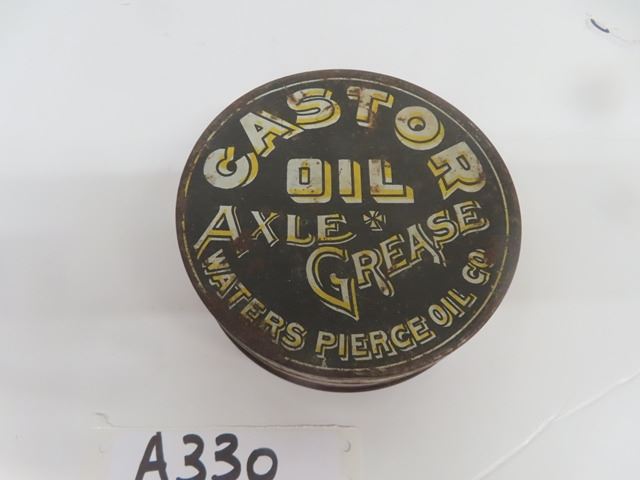 CASTOR
OIL
AXLE GREASE
WATERS PIERCE OIL CO
A330